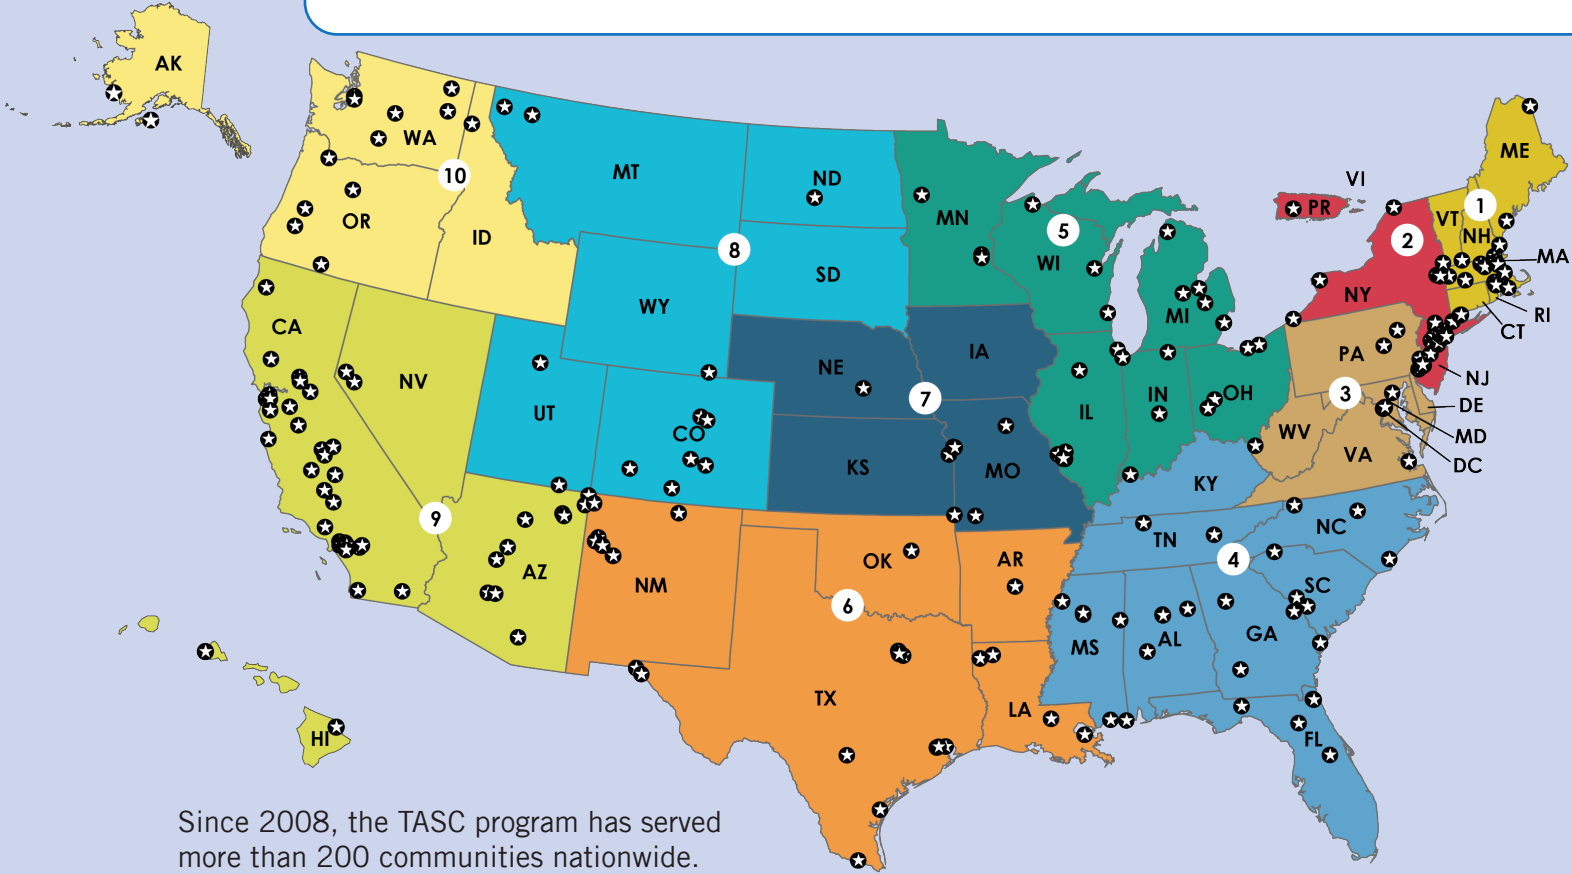 AK
WA
10
OR
ID
MT
ND
MN
8
SD
WY
5
WI
MI
VI
PR
ME
1
VT
NH
2
MA
NY
RI
CT
CA
NV
UT
CO
NE
IA
7
KS
MO
IL
IN
OH
PA
NJ
3
DE
MD
DC
WV
VA
KY
9
AZ
NM
OK
AR
6
TX
LA
TN
NC
4
SC
MS
AL
GA
FL
HI
Since 2008, the TASC program has served
more than 200 communities nationwide.